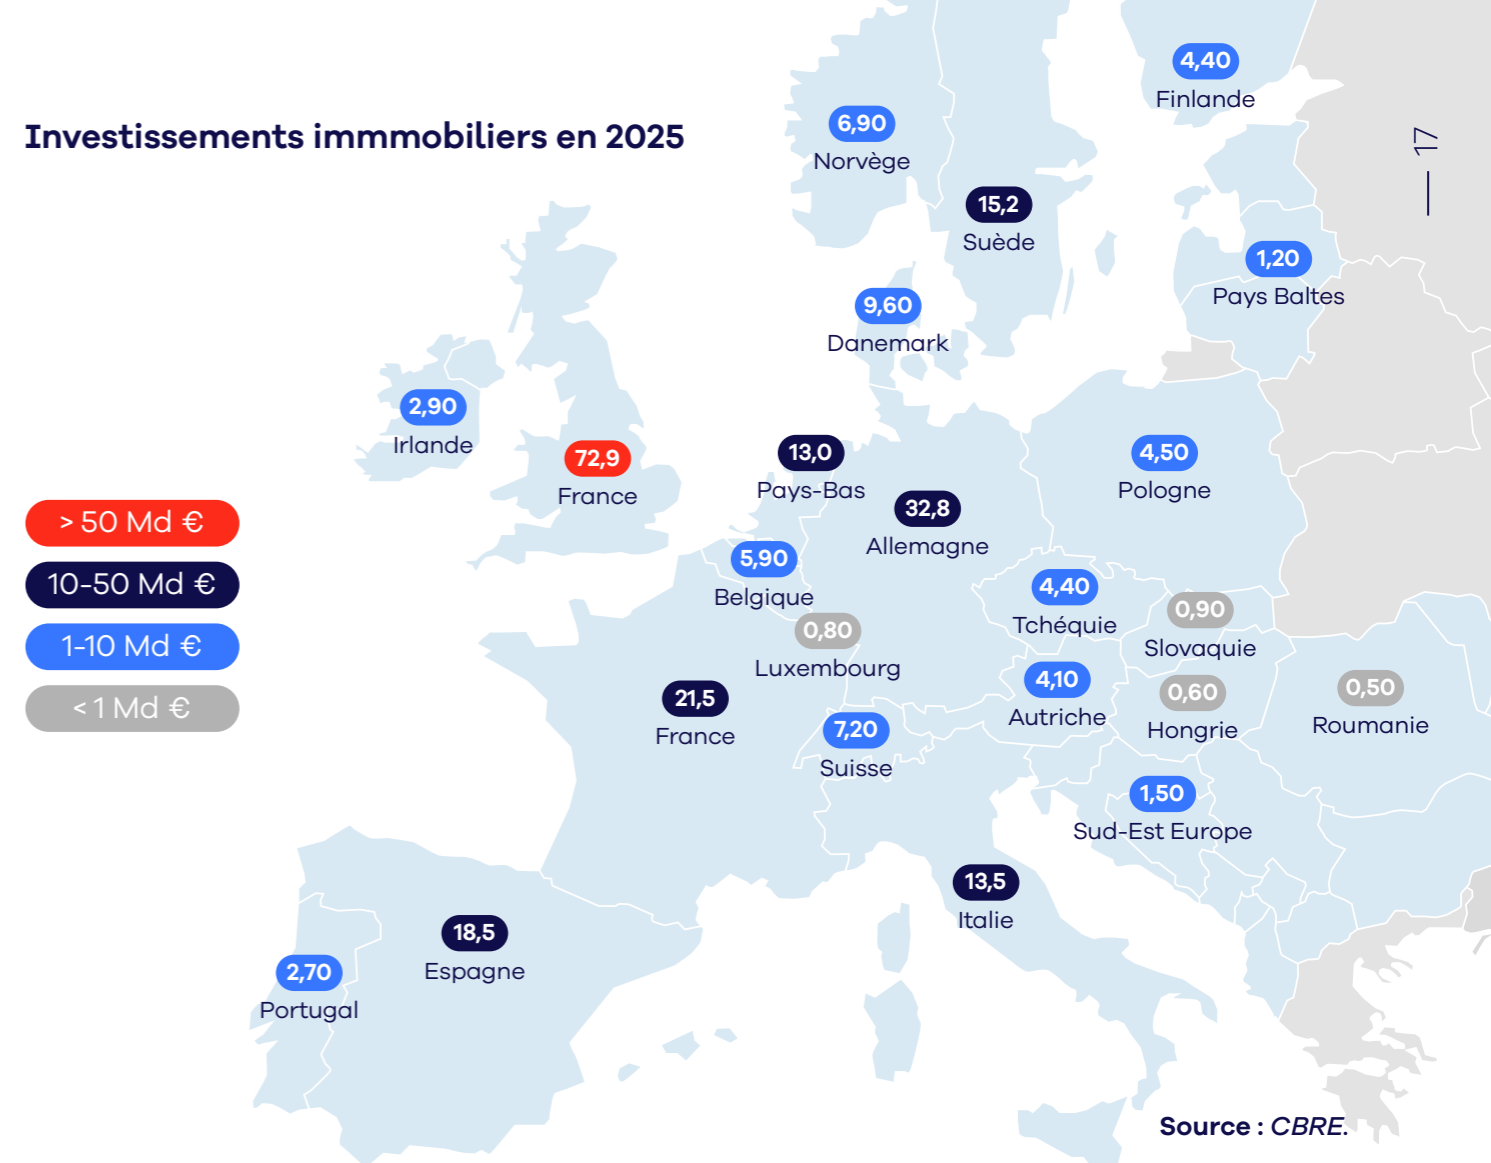 Investissements immmobiliers en 2025
17
4,40
Finlande
6,90
Norvège
15,2
Suède
1,20
Pays Baltes
9,60
Danemark
2,90
Irlande
72,9
France
13,0
Pays-Bas
4,50
Pologne
32,8
Allemagne
5,90
Belgique
4,40
Tchéquie
0,90
Slovaquie
0,80
Luxembourg
21,5
France
4,10
Autriche
0,60
Hongrie
0,50
Roumanie
7,20
Suisse
1,50
Sud-Est Europe
13,5
Italie
18,5
Espagne
2,70
Portugal
> 50 Md €
10-50 Md €
1-10 Md €
< 1 Md €
Source : CBRE.